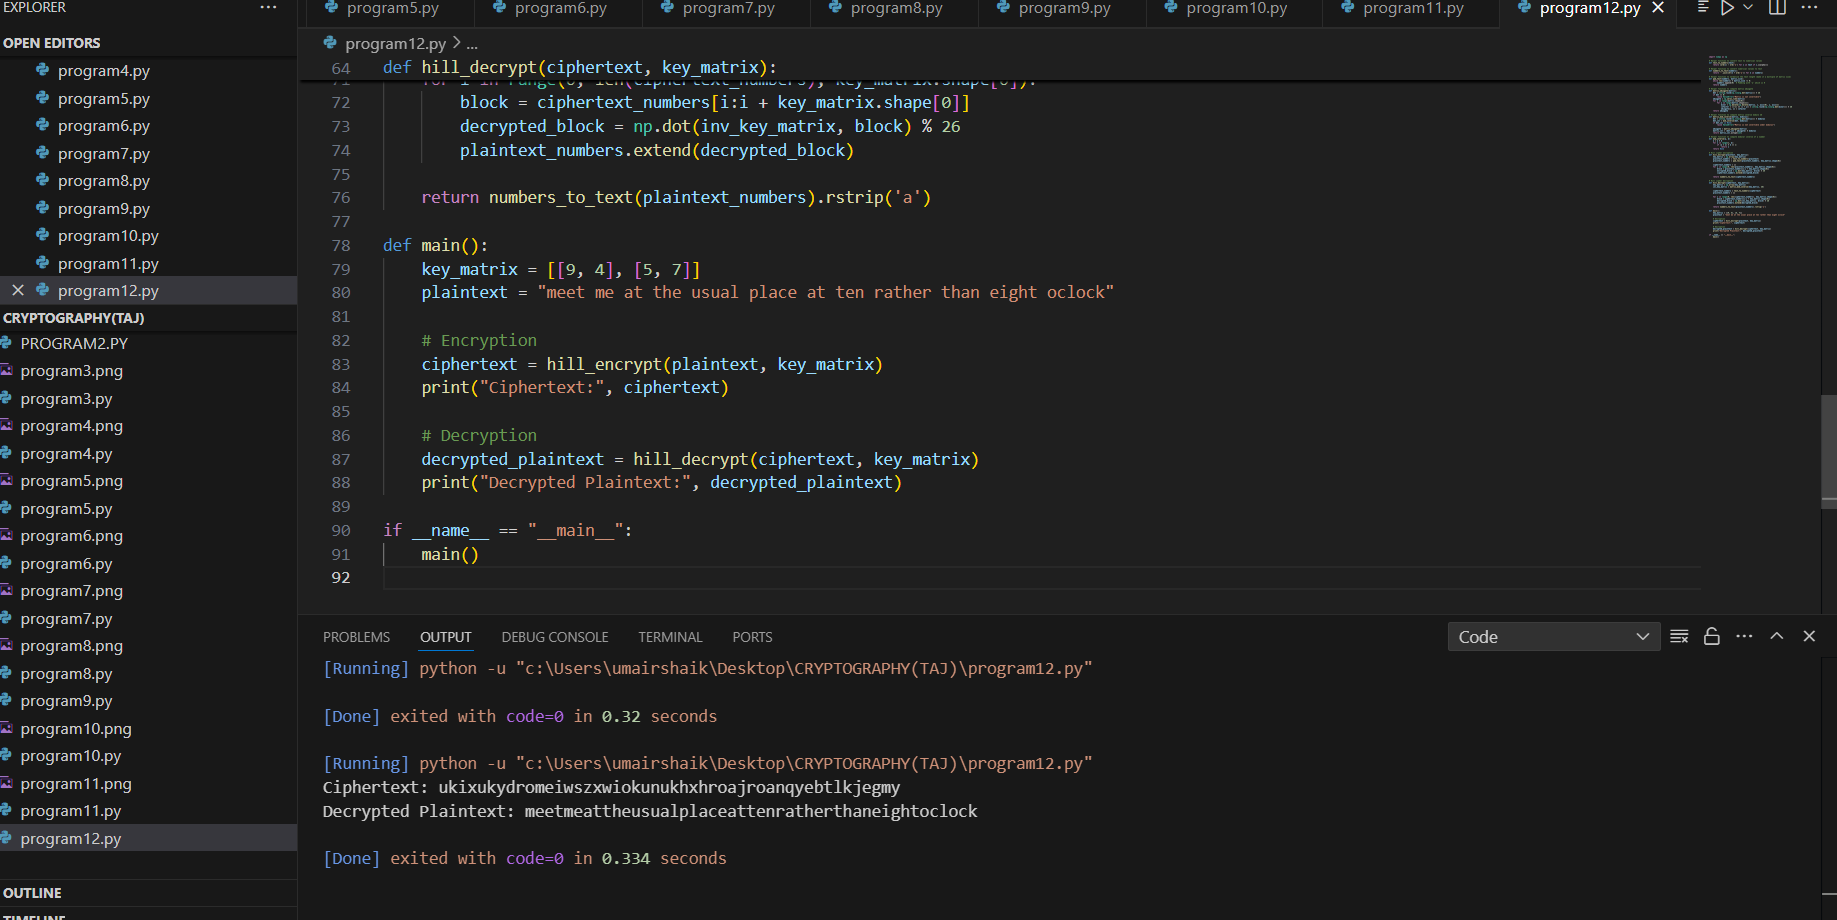 EXPLORER
OPEN EDITORS
program4.py
program5.py
program6.py
program7.py
program8.py
program9.py
program10.py
program11.py
program12.py
CRYPTOGRAPHY(TAJ)
PROGRAM2.PY
program3.png
program3.py
program4.png
program4.py
program5.png
program5.py
program6.png
program6.py
program7.png
program7.py
program8.png
program8.py
program9.py
program10.png
program10.py
program11.png
program11.py
program12.py
OUTLINE
TIMELINE
program5.py program6.py program7.py program8.py program9.py program10.py program11.py program12.py
program12.py > ...
64 def hill_decrypt(ciphertext, key_matrix):
71 for i in range(0, len(ciphertext_numbers), key_matrix.shape[0]):
72 block = ciphertext_numbers[i:i + key_matrix.shape[0]]
73 decrypted_block = np.dot(inv_key_matrix, block) % 26
74 plaintext_numbers.extend(decrypted_block)
75
76 return numbers_to_text(plaintext_numbers).rstrip('a')
77
78 def main():
79 key_matrix = [[9, 4], [5, 7]]
80 plaintext = "meet me at the usual place at ten rather than eight oclock"
81
82 # Encryption
83 ciphertext = hill_encrypt(plaintext, key_matrix)
84 print("Ciphertext:", ciphertext)
85
86 # Decryption
87 decrypted_plaintext = hill_decrypt(ciphertext, key_matrix)
88 print("Decrypted Plaintext:", decrypted_plaintext)
89
90 if __name__ == "__main__":
91 main()
92
PROBLEMS OUTPUT DEBUG CONSOLE TERMINAL PORTS Code
[Running] python -u "c:\Users\umairshaik\Desktop\CRYPTOGRAPHY(TAJ)\program12.py"
[Done] exited with code=0 in 0.32 seconds
[Running] python -u "c:\Users\umairshaik\Desktop\CRYPTOGRAPHY(TAJ)\program12.py"
Ciphertext: ukixukydromeiwszxwiokunukhxhroajroanqyebtlkjegmy
Decrypted Plaintext: meetmeattheusualplaceattenratherthaneightoclock
[Done] exited with code=0 in 0.334 seconds